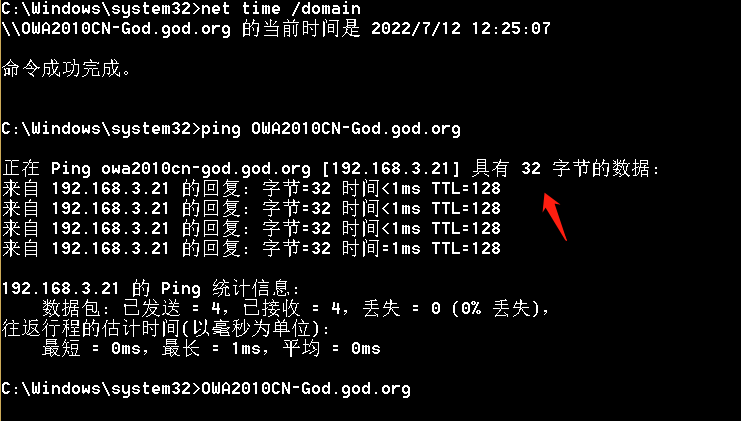 C:\Windows\system32>net time /domain
\\OWA2010CN-God.god.org 的当前时间是 2022/7/12 12:25:07
命令成功完成。
C:\Windows\system32>ping OWA2010CN-God.god.org
正在 Ping owa2010cn-god.god.org [192.168.3.21] 具有 32 字节的数据:
来自 192.168.3.21 的回复: 字节=32 时间<1ms TTL=128
来自 192.168.3.21 的回复: 字节=32 时间<1ms TTL=128
来自 192.168.3.21 的回复: 字节=32 时间<1ms TTL=128
来自 192.168.3.21 的回复: 字节=32 时间=1ms TTL=128
192.168.3.21 的 Ping 统计信息:
数据包: 已发送 = 4，已接收 = 4，丢失 = 0 (0% 丢失)，
往返行程的估计时间(以毫秒为单位):
最短 = 0ms，最长 = 1ms，平均 = 0ms
C:\Windows\system32>OWA2010CN-God.god.org